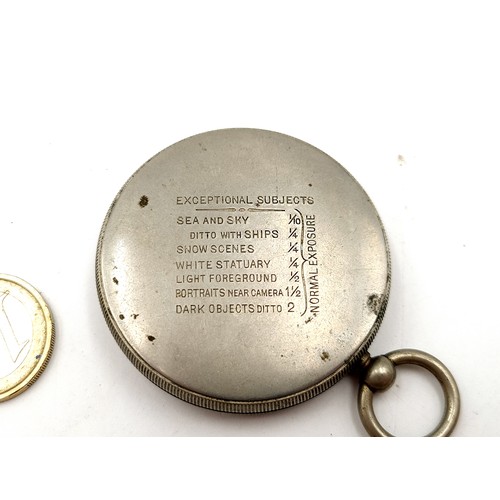 EXCEPTIONAL SUBJECTS
SEA AND SKY 1/10
DITTO WITH SHIPS 1/4
SNOW SCENES 1/4
WHITE STATUARY 1/4
LIGHT FOREGROUND 1/2
PORTRAITS NEAR CAMERA 1 1/2
DARK OBJECTS DITTO 2
NORMAL EXPOSURE